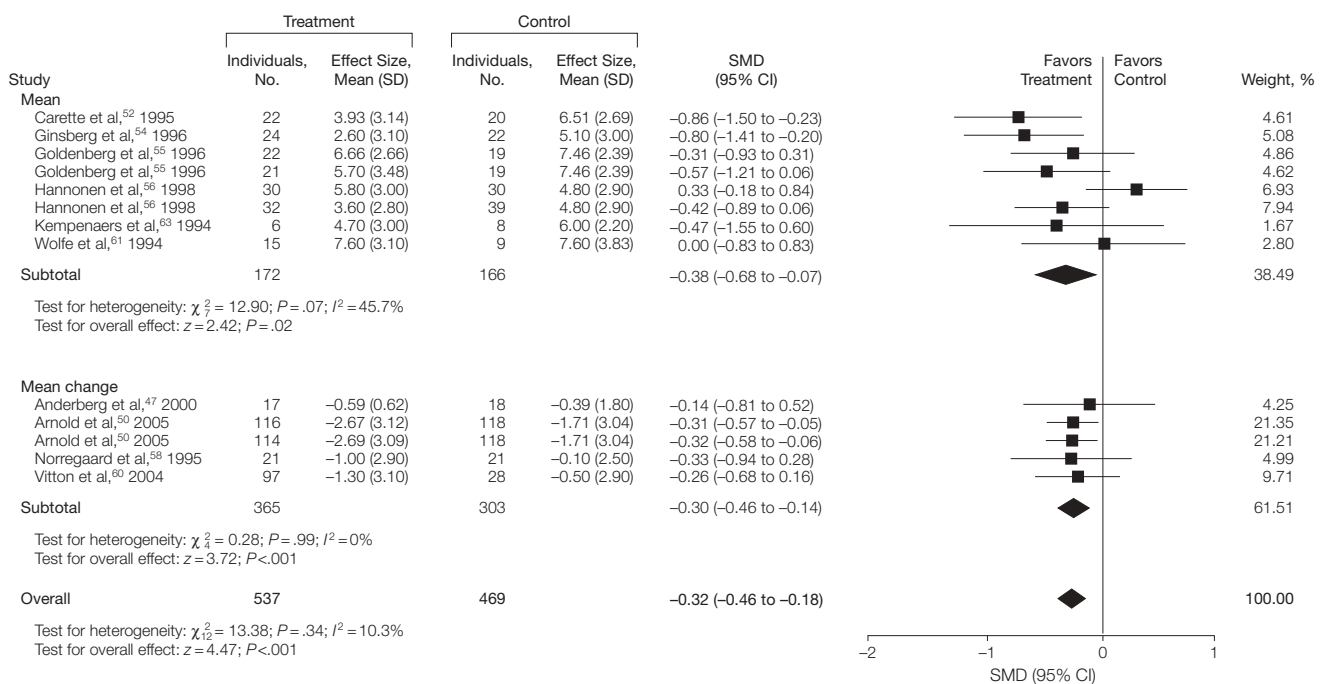 Treatment Control
Individuals, No. Effect Size, Mean (SD) Individuals, No. Effect Size, Mean (SD) SMD (95% CI) Favors Treatment Favors Control
Study Weight, %
Mean
Carette et al,52 1995 22 3.93 (3.14) 20 6.51 (2.69) −0.86 (−1.50 to −0.23) 4.61
Ginsberg et al,54 1996 24 2.60 (3.10) 22 5.10 (3.00) −0.80 (−1.41 to −0.20) 5.08
Goldenberg et al,55 1996 22 6.66 (2.66) 19 7.46 (2.39) −0.31 (−0.93 to 0.31) 4.86
Goldenberg et al,55 1996 21 5.70 (3.48) 19 7.46 (2.39) −0.57 (−1.21 to 0.06) 4.62
Hannonen et al,56 1998 30 5.80 (3.00) 30 4.80 (2.90) 0.33 (−0.18 to 0.84) 6.93
Hannonen et al,56 1998 32 3.60 (2.80) 39 4.80 (2.90) −0.42 (−0.89 to 0.06) 7.94
Kempenaers et al,63 1994 6 4.70 (3.00) 8 6.00 (2.20) −0.47 (−1.55 to 0.60) 1.67
Wolfe et al,61 1994 15 7.60 (3.10) 9 7.60 (3.83) 0.00 (−0.83 to 0.83) 2.80
Subtotal 172 166 −0.38 (−0.68 to −0.07) 38.49
Test for heterogeneity: χ²₇ = 12.90; P = .07; I² = 45.7%
Test for overall effect: z = 2.42; P = .02
Mean change
Anderberg et al,47 2000 17 −0.59 (0.62) 18 −0.39 (1.80) −0.14 (−0.81 to 0.52) 4.25
Arnold et al,50 2005 116 −2.67 (3.12) 118 −1.71 (3.04) −0.31 (−0.57 to −0.05) 21.35
Arnold et al,50 2005 114 −2.69 (3.09) 118 −1.71 (3.04) −0.32 (−0.58 to −0.06) 21.21
Norregaard et al,58 1995 21 −1.00 (2.90) 21 −0.10 (2.50) −0.33 (−0.94 to 0.28) 4.99
Vitton et al,60 2004 97 −1.30 (3.10) 28 −0.50 (2.90) −0.26 (−0.68 to 0.16) 9.71
Subtotal 365 303 −0.30 (−0.46 to −0.14) 61.51
Test for heterogeneity: χ²₄ = 0.28; P = .99; I² = 0%
Test for overall effect: z = 3.72; P<.001
Overall 537 469 −0.32 (−0.46 to −0.18) 100.00
Test for heterogeneity: χ²₁₂ = 13.38; P = .34; I² = 10.3%
Test for overall effect: z = 4.47; P<.001
−2 −1 0 1
SMD (95% CI)